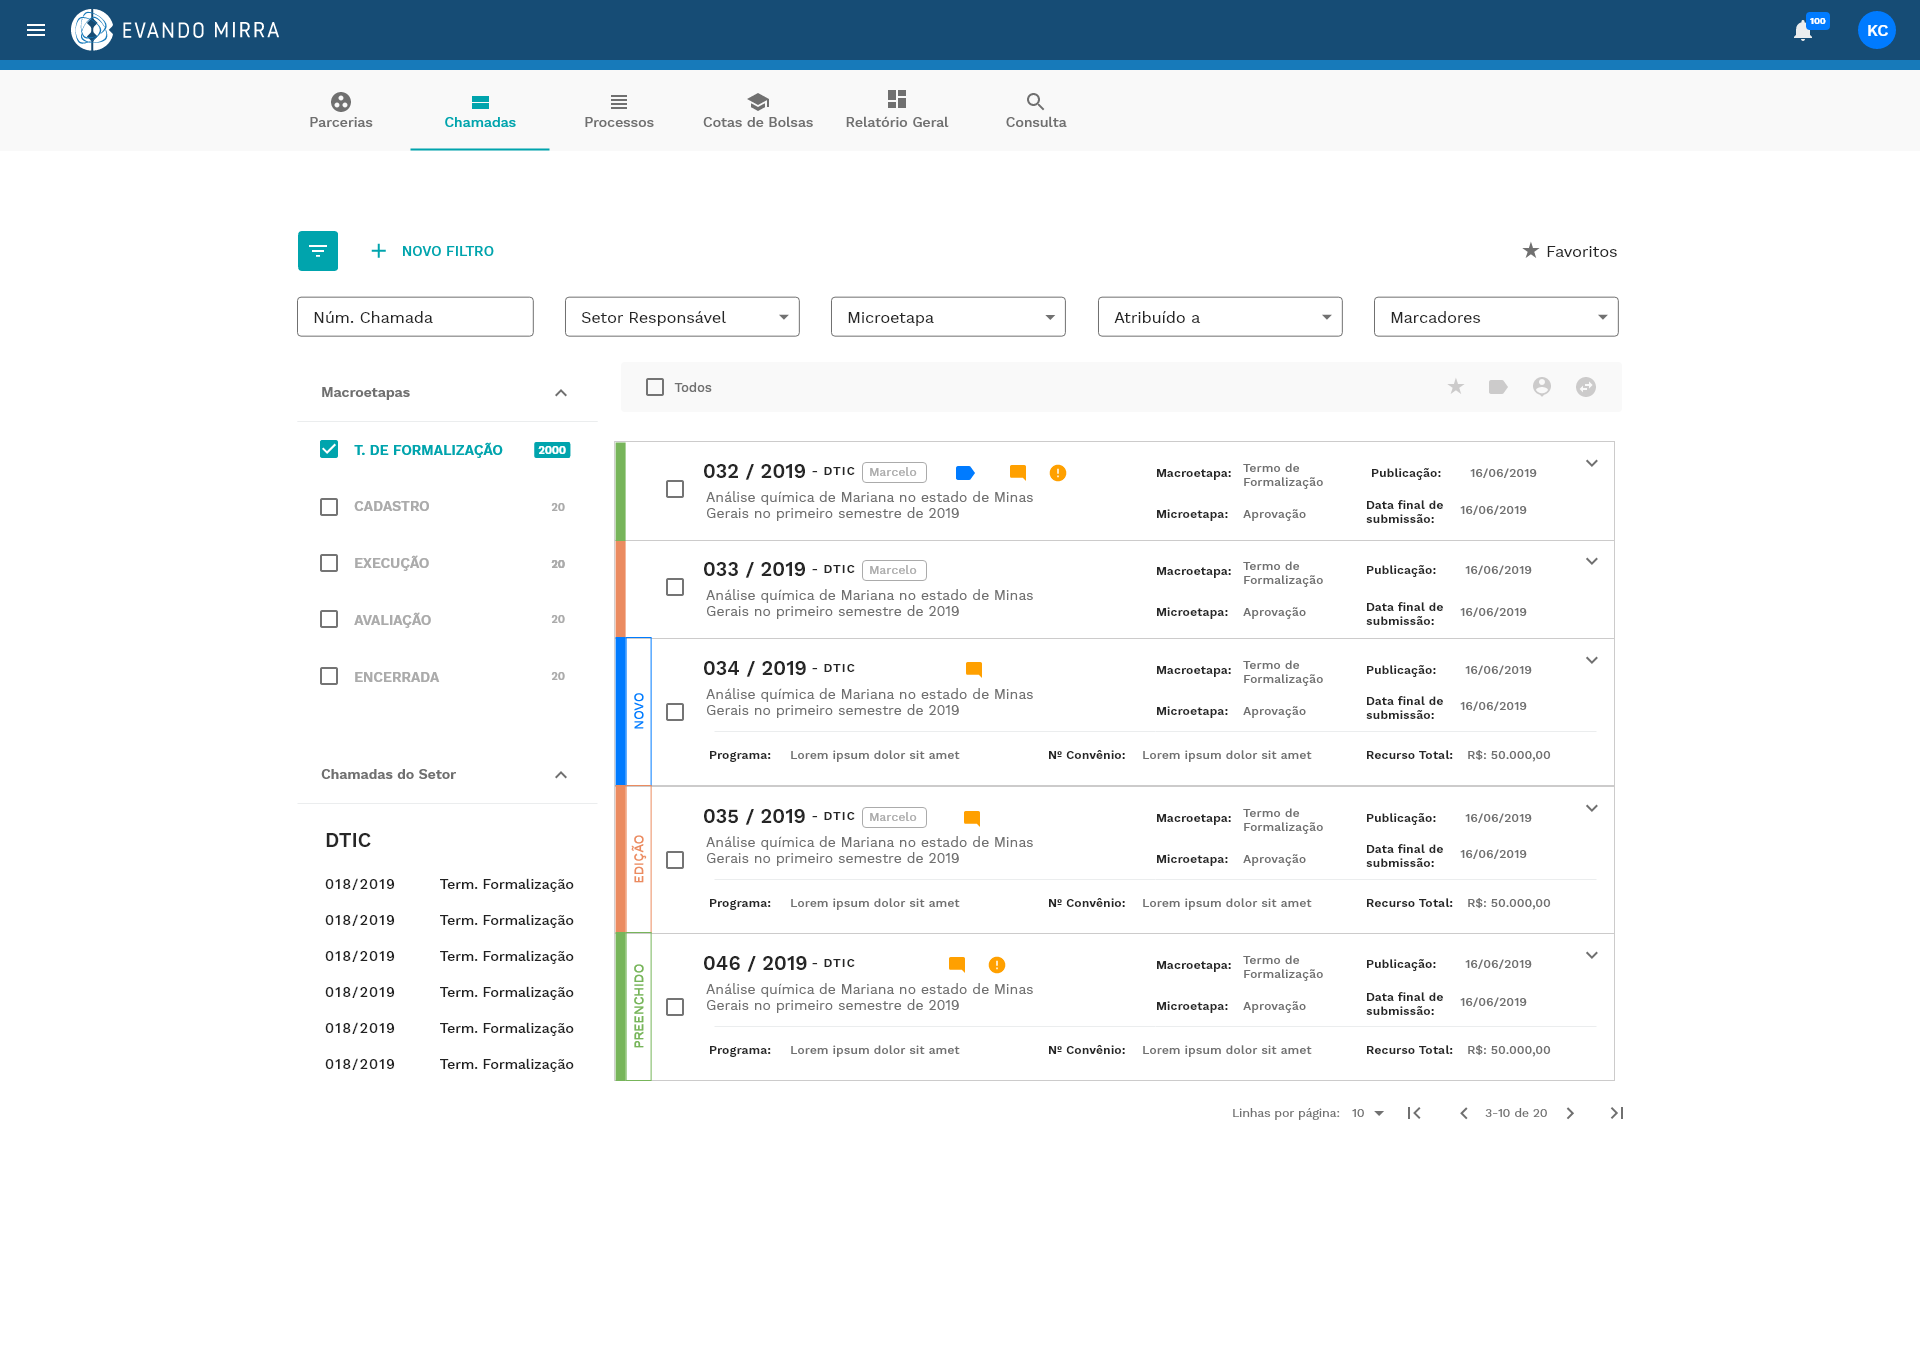 EVANDO MIRRA
100
KC
Parcerias
Chamadas
Processos
Cotas de Bolsas
Relatório Geral
Consulta
NOVO FILTRO
Favoritos
Núm. Chamada
Setor Responsável
Microetapa
Atribuído a
Marcadores
Macroetapas
T. DE FORMALIZAÇÃO 2000
CADASTRO 20
EXECUÇÃO 20
AVALIAÇÃO 20
ENCERRADA 20
Chamadas do Setor
DTIC
018/2019 Term. Formalização
018/2019 Term. Formalização
018/2019 Term. Formalização
018/2019 Term. Formalização
018/2019 Term. Formalização
018/2019 Term. Formalização
Todos
032 / 2019 - DTIC Marcelo
Análise química de Mariana no estado de Minas
Gerais no primeiro semestre de 2019
Macroetapa: Termo de
Formalização
Microetapa: Aprovação
Publicação: 16/06/2019
Data final de
submissão: 16/06/2019
033 / 2019 - DTIC Marcelo
Análise química de Mariana no estado de Minas
Gerais no primeiro semestre de 2019
Macroetapa: Termo de
Formalização
Microetapa: Aprovação
Publicação: 16/06/2019
Data final de
submissão: 16/06/2019
NOVO
034 / 2019 - DTIC
Análise química de Mariana no estado de Minas
Gerais no primeiro semestre de 2019
Macroetapa: Termo de
Formalização
Microetapa: Aprovação
Publicação: 16/06/2019
Data final de
submissão: 16/06/2019
Programa: Lorem ipsum dolor sit amet
Nº Convênio: Lorem ipsum dolor sit amet
Recurso Total: R$: 50.000,00
EDIÇÃO
035 / 2019 - DTIC Marcelo
Análise química de Mariana no estado de Minas
Gerais no primeiro semestre de 2019
Macroetapa: Termo de
Formalização
Microetapa: Aprovação
Publicação: 16/06/2019
Data final de
submissão: 16/06/2019
Programa: Lorem ipsum dolor sit amet
Nº Convênio: Lorem ipsum dolor sit amet
Recurso Total: R$: 50.000,00
PREENCHIDO
046 / 2019 - DTIC
Análise química de Mariana no estado de Minas
Gerais no primeiro semestre de 2019
Macroetapa: Termo de
Formalização
Microetapa: Aprovação
Publicação: 16/06/2019
Data final de
submissão: 16/06/2019
Programa: Lorem ipsum dolor sit amet
Nº Convênio: Lorem ipsum dolor sit amet
Recurso Total: R$: 50.000,00
Linhas por página: 10
3-10 de 20